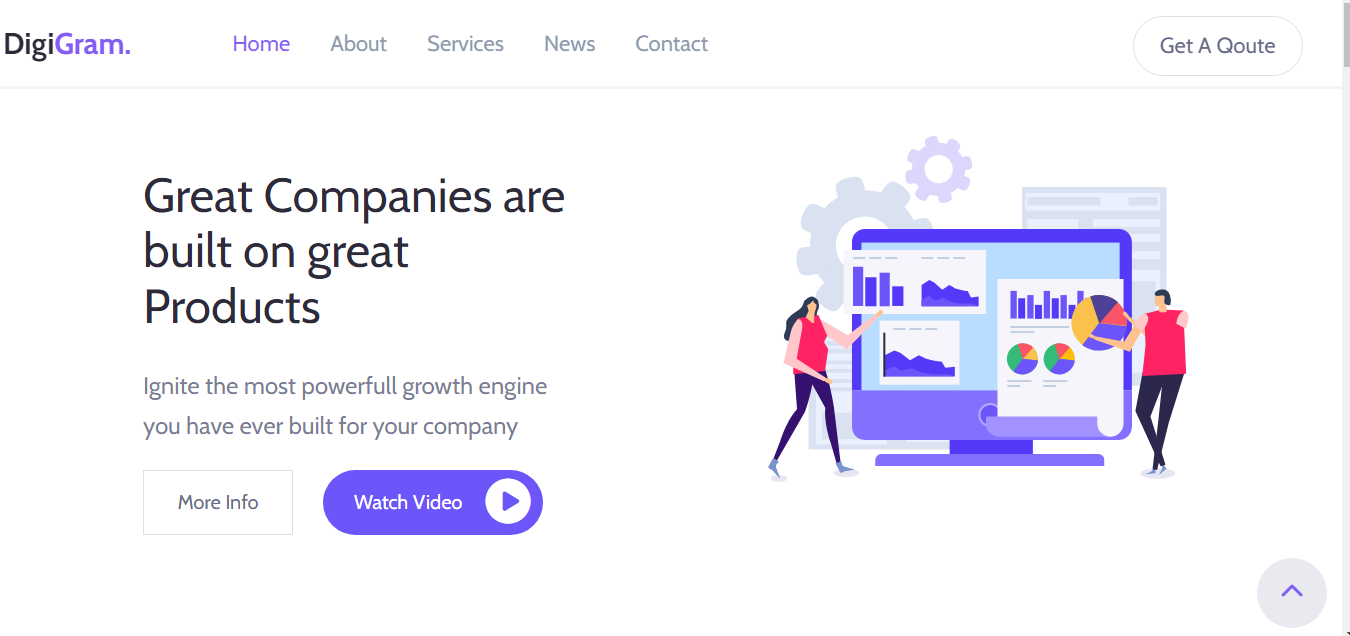 DigiGram.
Home About Services News Contact
Get A Qoute
Great Companies are
built on great
Products
Ignite the most powerfull growth engine
you have ever built for your company
More Info
Watch Video